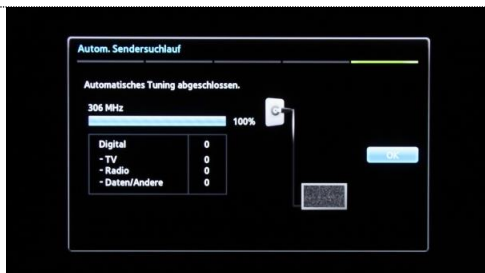 Autom. Sendersuchlauf
Automatisches Tuning abgeschlossen.
306 MHz
100%
Digital 0
- TV 0
- Radio 0
- Daten/Andere 0
OK